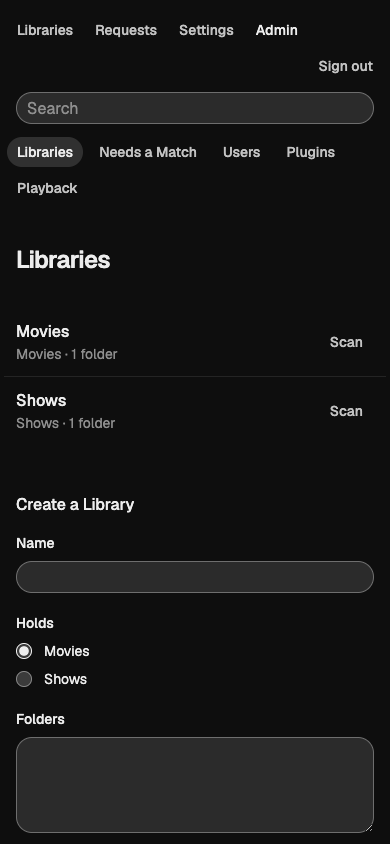 Libraries Requests Settings Admin
Sign out
Search
Libraries Needs a Match Users Plugins
Playback
Libraries
Movies
Movies · 1 folder
Scan
Shows
Shows · 1 folder
Scan
Create a Library
Name
Holds
Movies
Shows
Folders